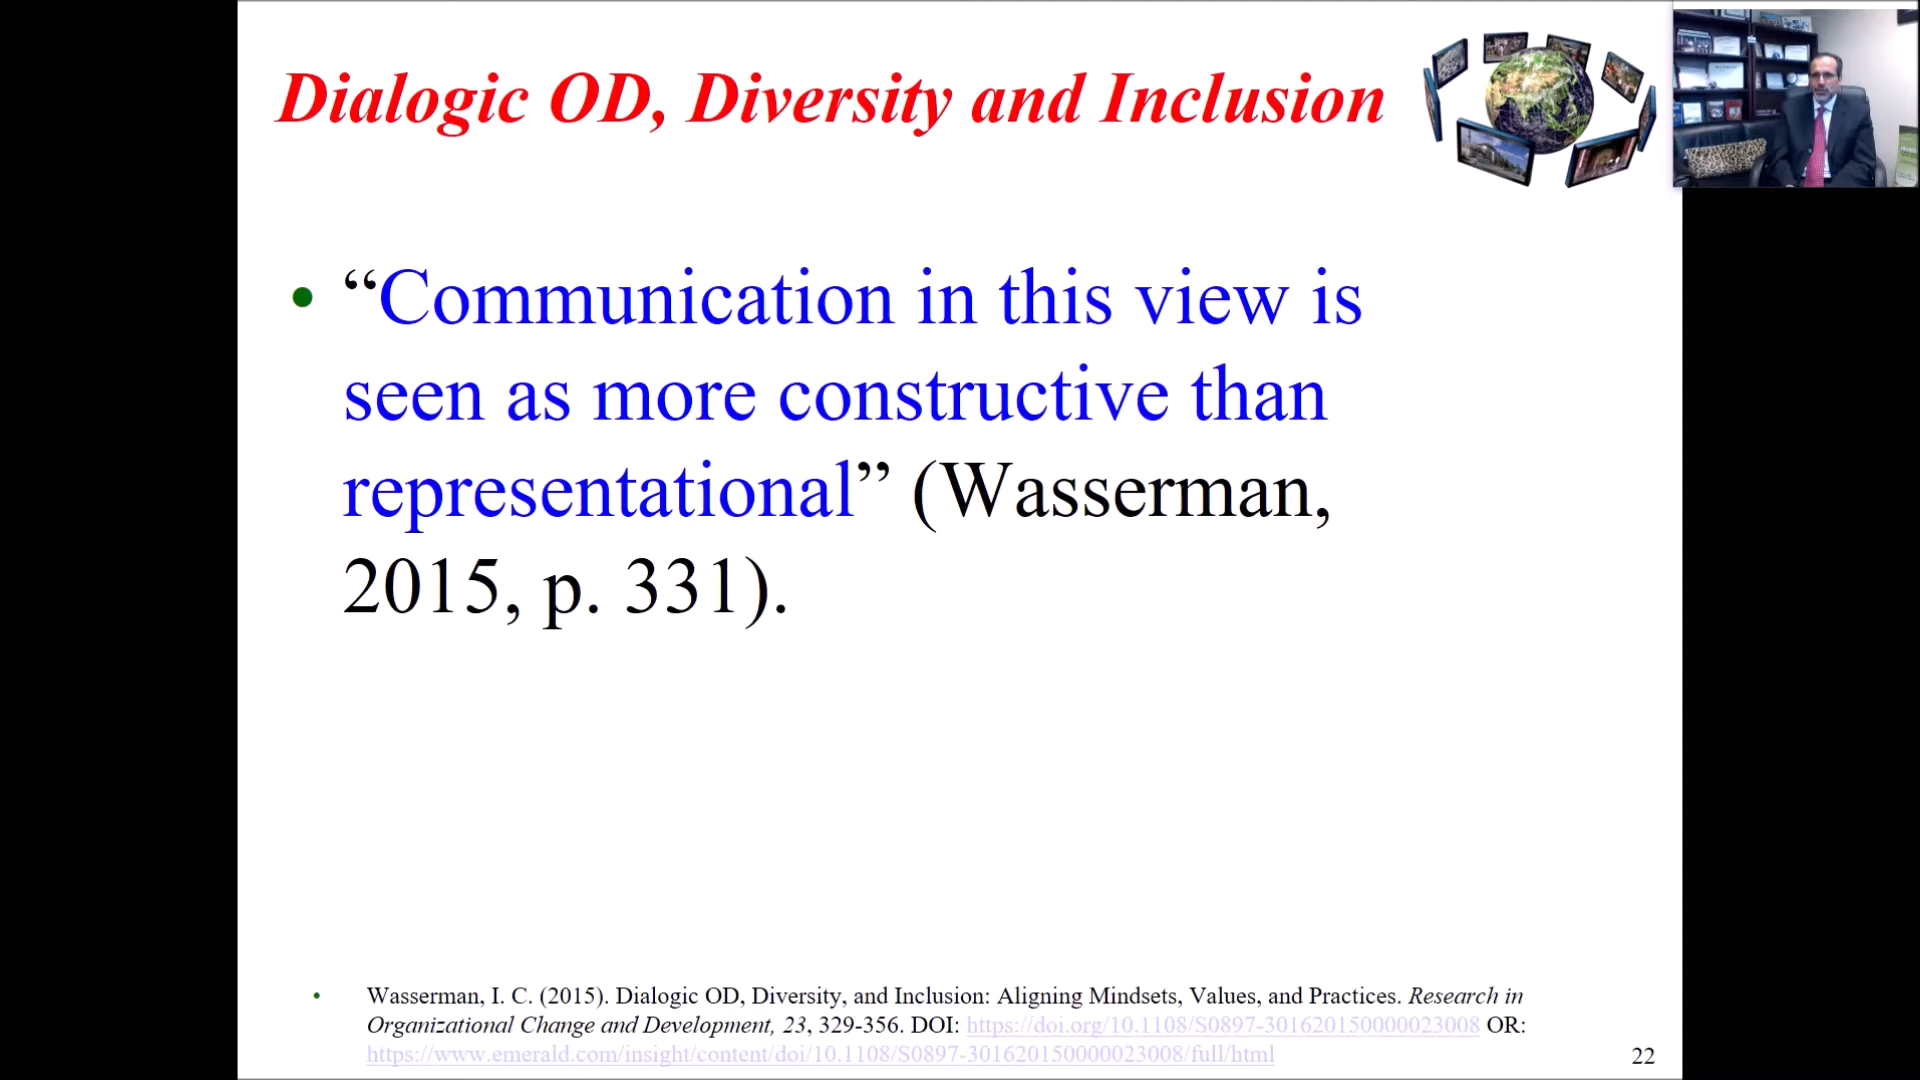 Dialogic OD, Diversity and Inclusion
• “Communication in this view is
seen as more constructive than
representational” (Wasserman,
2015, p. 331).
• Wasserman, I. C. (2015). Dialogic OD, Diversity, and Inclusion: Aligning Mindsets, Values, and Practices. Research in
Organizational Change and Development, 23, 329-356. DOI: https://doi.org/10.1108/S0897-301620150000023008 OR:
https://www.emerald.com/insight/content/doi/10.1108/S0897-301620150000023008/full/html
22